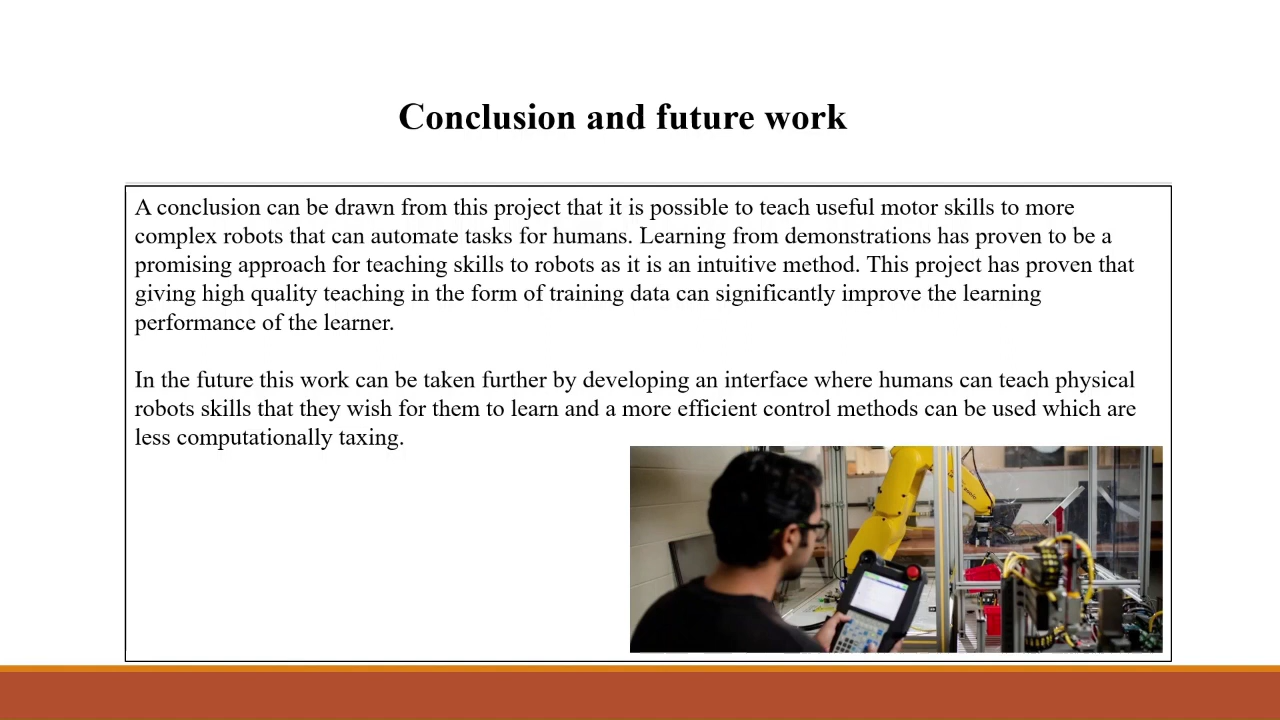 Conclusion and future work
A conclusion can be drawn from this project that it is possible to teach useful motor skills to more
complex robots that can automate tasks for humans. Learning from demonstrations has proven to be a
promising approach for teaching skills to robots as it is an intuitive method. This project has proven that
giving high quality teaching in the form of training data can significantly improve the learning
performance of the learner.
In the future this work can be taken further by developing an interface where humans can teach physical
robots skills that they wish for them to learn and a more efficient control methods can be used which are
less computationally taxing.